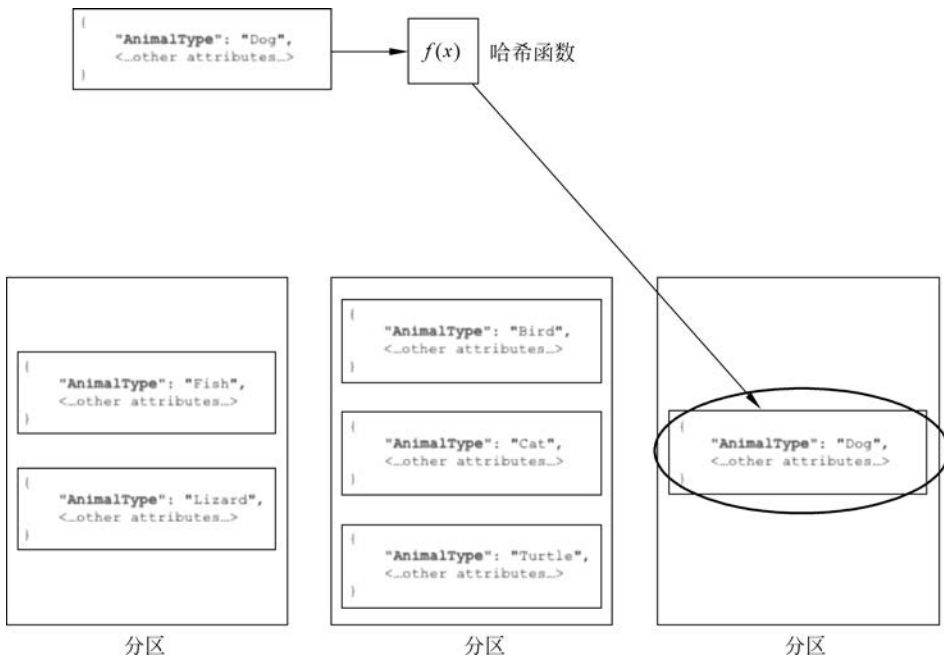 {
"AnimalType": "Dog",
<…other attributes…>
}
f(x)
哈希函数
{
"AnimalType": "Fish",
<…other attributes…>
}
{
"AnimalType": "Lizard",
<…other attributes…>
}
分区
{
"AnimalType": "Bird",
<…other attributes…>
}
{
"AnimalType": "Cat",
<…other attributes…>
}
{
"AnimalType": "Turtle",
<…other attributes…>
}
分区
{
"AnimalType": "Dog",
<…other attributes…>
}
分区